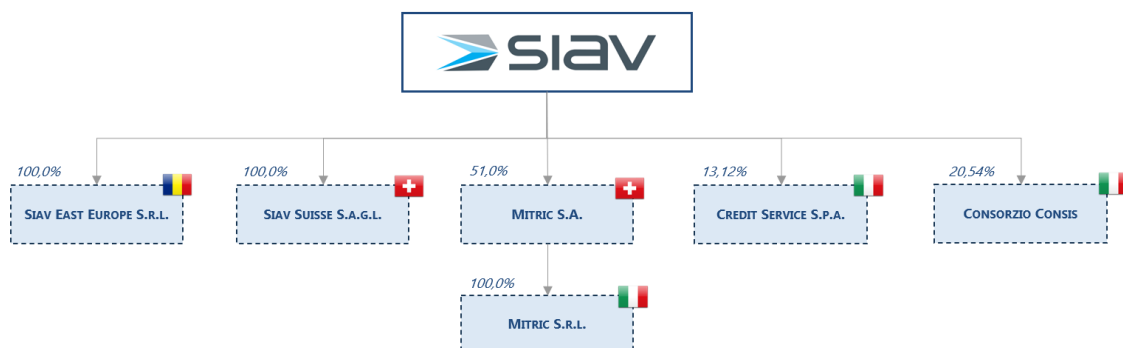 SIAV
100,0%
100,0%
51,0%
13,12%
20,54%
SIAV EAST EUROPE S.R.L.
SIAV SUISSE S.A.G.L.
MITRIC S.A.
CREDIT SERVICE S.P.A.
CONSORZIO CONSIS
100,0%
MITRIC S.R.L.